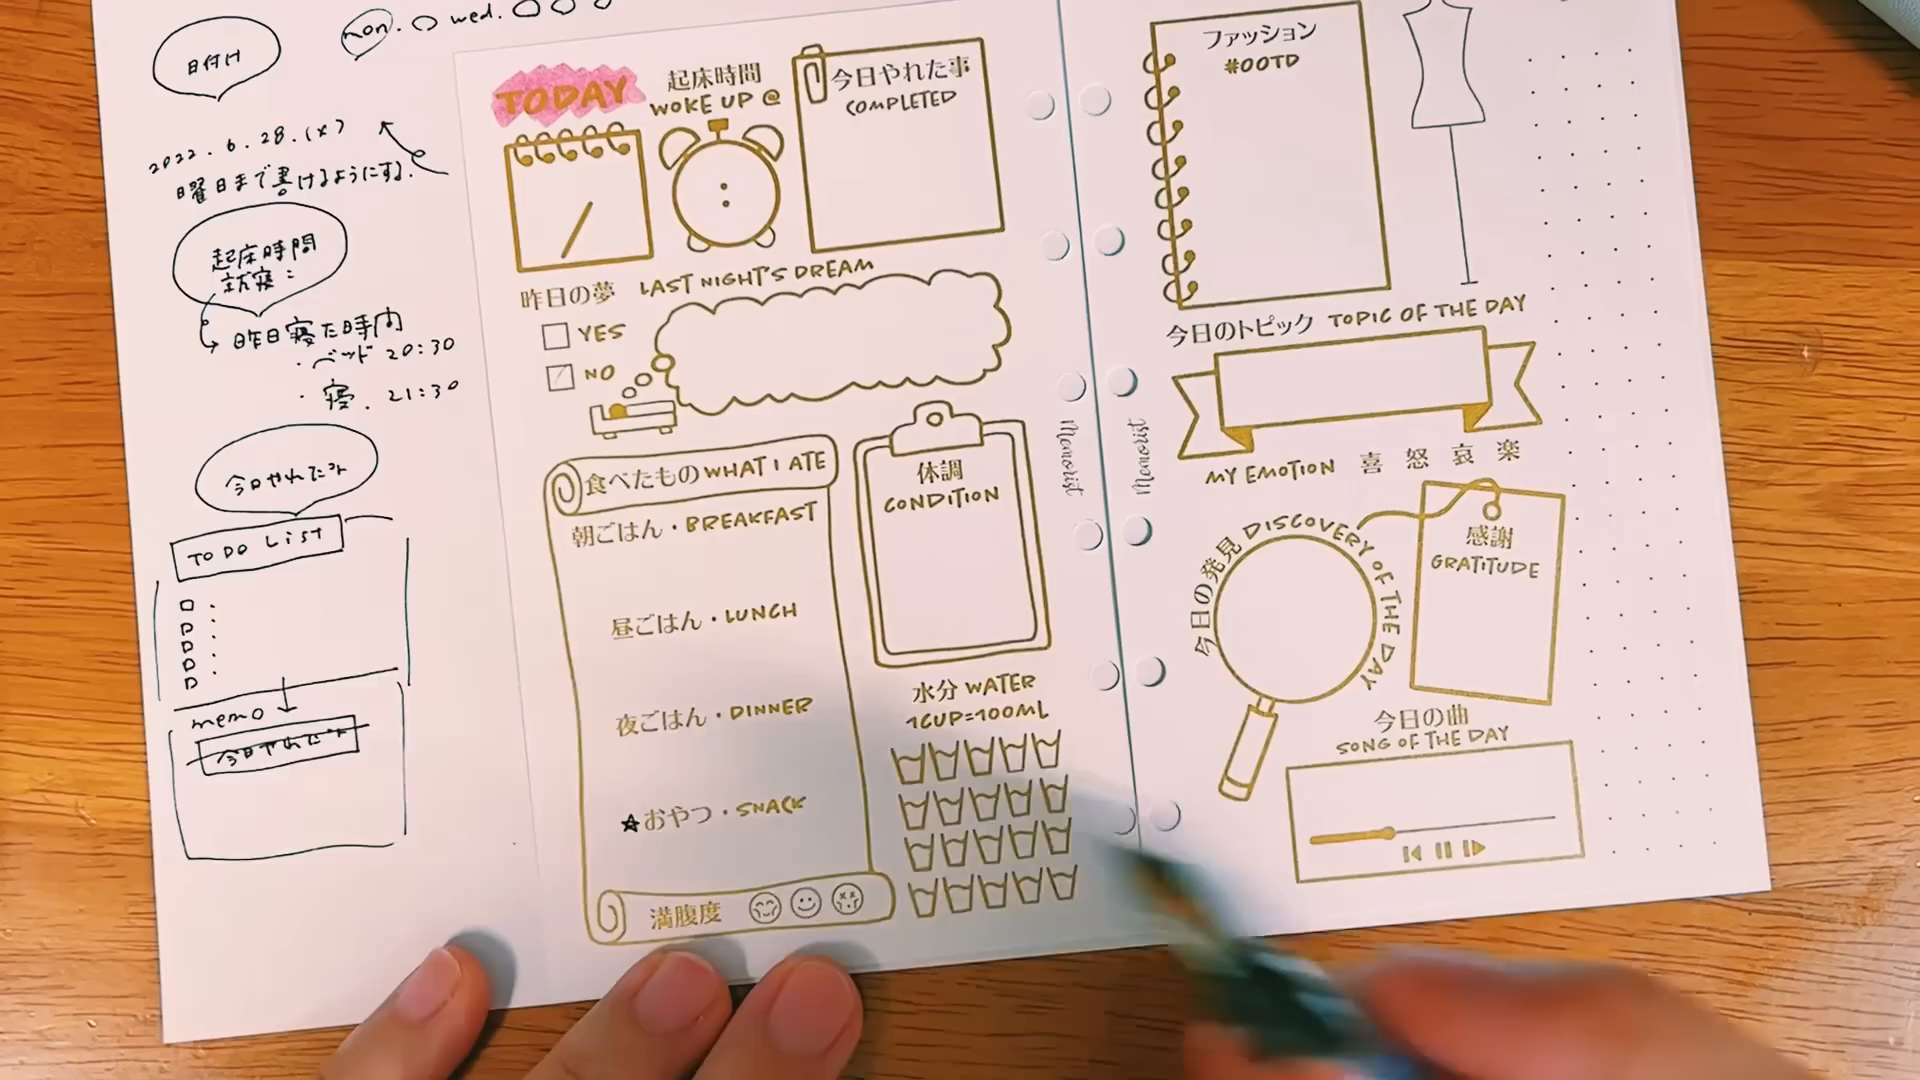 mon. wed.
日付け
2022.6.28.(火)
曜日まで書けるようにする.
起床時間
就寝:
昨日寝た時間
・ベッド 20:30
・寝. 21:30
今日やれた事
TO DO LIST
memo
今日やれた事
TODAY
起床時間
WOKE UP @
今日やれた事
COMPLETED
昨日の夢 LAST NIGHT'S DREAM
YES
NO
食べたもの WHAT I ATE
朝ごはん・BREAKFAST
昼ごはん・LUNCH
夜ごはん・DINNER
★おやつ・SNACK
満腹度
体調
CONDITION
水分 WATER
1CUP=100ML
Memorist
Memorist
ファッション
#OOTD
今日のトピック TOPIC OF THE DAY
MY EMOTION 喜 怒 哀 楽
今日の発見 DISCOVERY OF THE DAY
感謝
GRATITUDE
今日の曲
SONG OF THE DAY